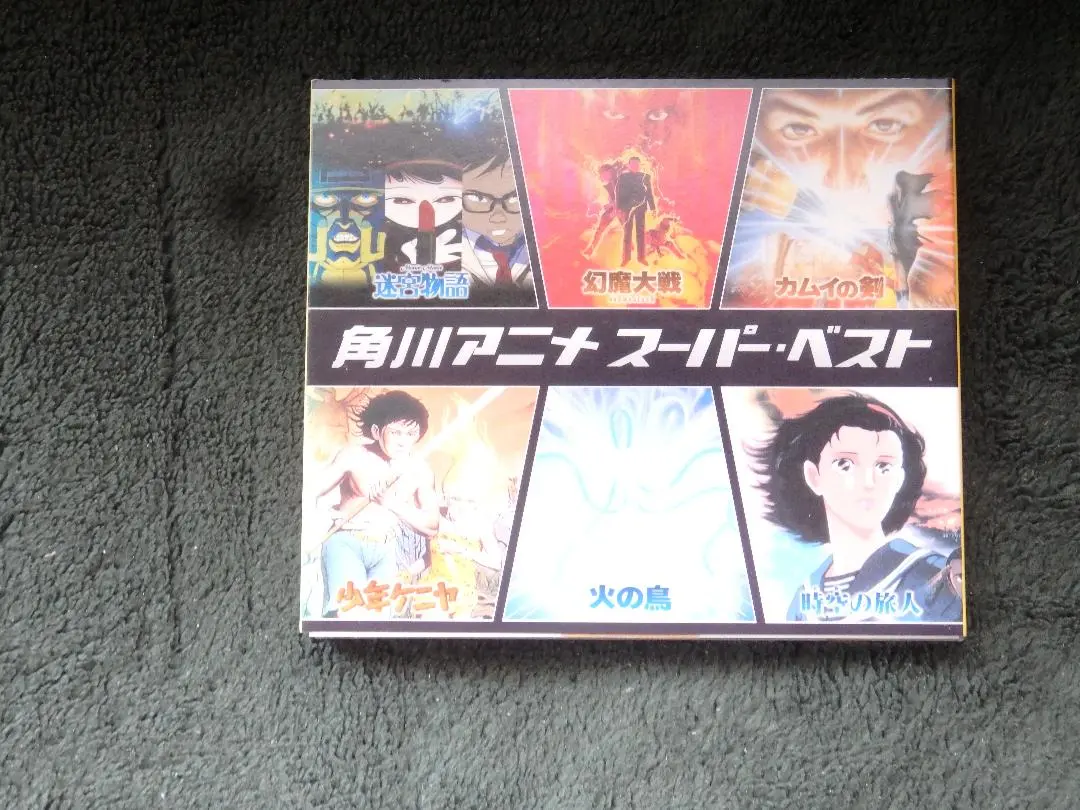 迷宮物語
幻魔大戦
カムイの剣
角川アニメ スーパー・ベスト
少年ケニヤ
火の鳥
時空の旅人